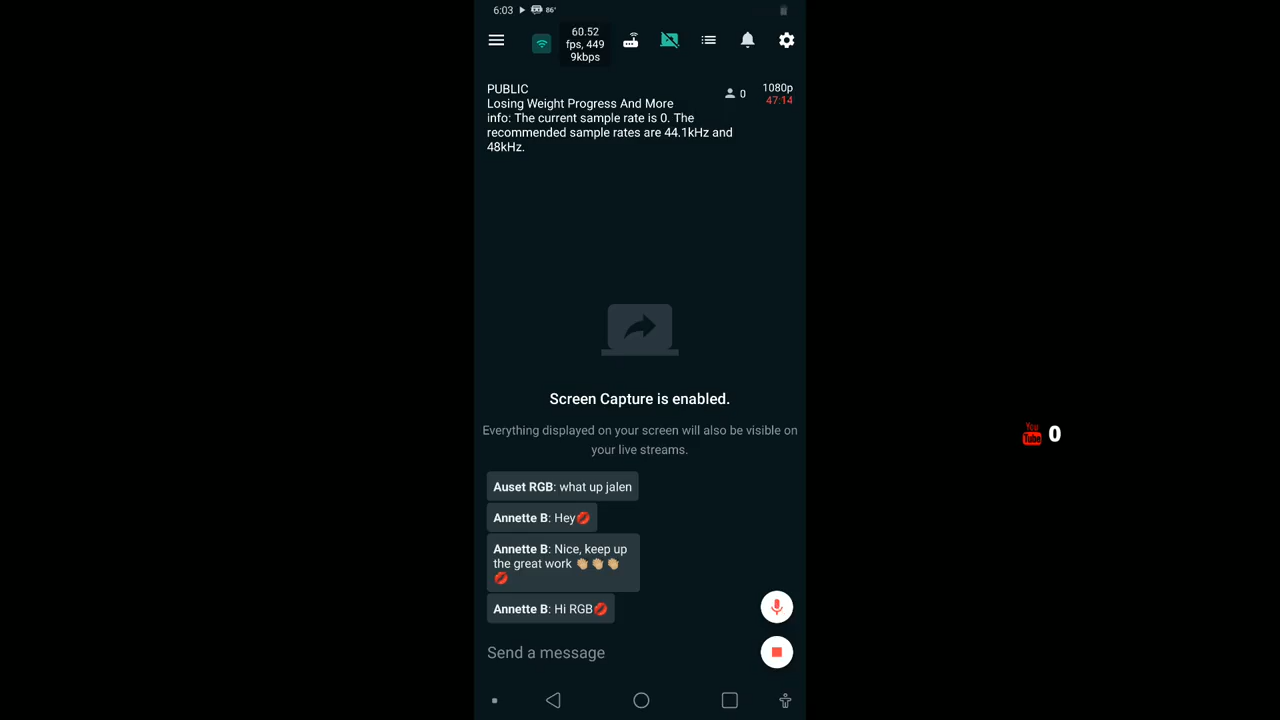 6:03 86°
60.52
fps, 449
9kbps
PUBLIC
Losing Weight Progress And More
info: The current sample rate is 0. The
recommended sample rates are 44.1kHz and
48kHz.
0
1080p
47:14
Screen Capture is enabled.
Everything displayed on your screen will also be visible on
your live streams.
You
Tube 0
Auset RGB: what up jalen
Annette B: Hey💋
Annette B: Nice, keep up
the great work 👏🏼👏🏼👏🏼
💋
Annette B: Hi RGB💋
Send a message